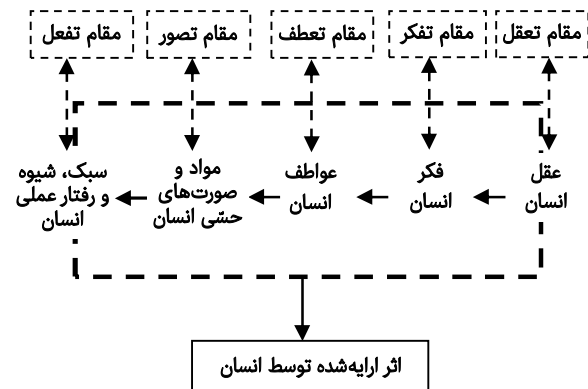 مقام تعقل
مقام تفکر
مقام تعطف
مقام تصور
مقام تفعل
عقل
انسان
فکر
انسان
عواطف
انسان
مواد و
صورت‌های
حسّی انسان
سبک، شیوه
و رفتار عملی
انسان
اثر ارایه‌شده توسط انسان